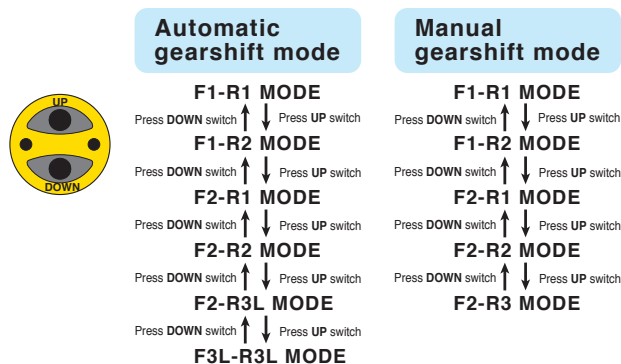 UP
DOWN
Automatic
gearshift mode
F1-R1 MODE
Press DOWN switch Press UP switch
F1-R2 MODE
Press DOWN switch Press UP switch
F2-R1 MODE
Press DOWN switch Press UP switch
F2-R2 MODE
Press DOWN switch Press UP switch
F2-R3L MODE
Press DOWN switch Press UP switch
F3L-R3L MODE
Manual
gearshift mode
F1-R1 MODE
Press DOWN switch Press UP switch
F1-R2 MODE
Press DOWN switch Press UP switch
F2-R1 MODE
Press DOWN switch Press UP switch
F2-R2 MODE
Press DOWN switch Press UP switch
F2-R3 MODE